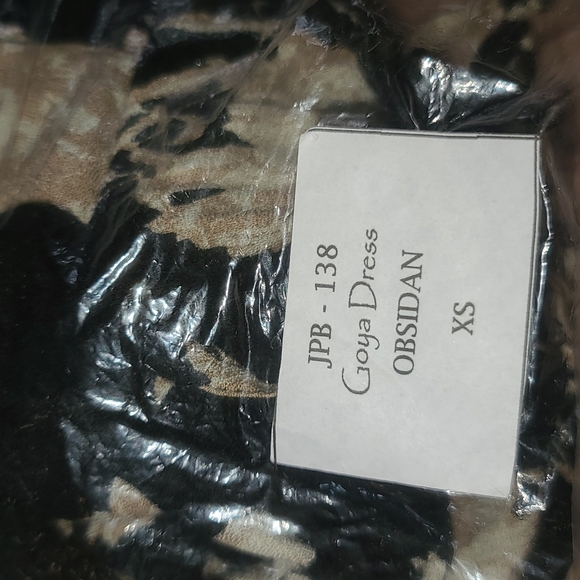 JPB - 138
Goya Dress
OBSIDAN
XS